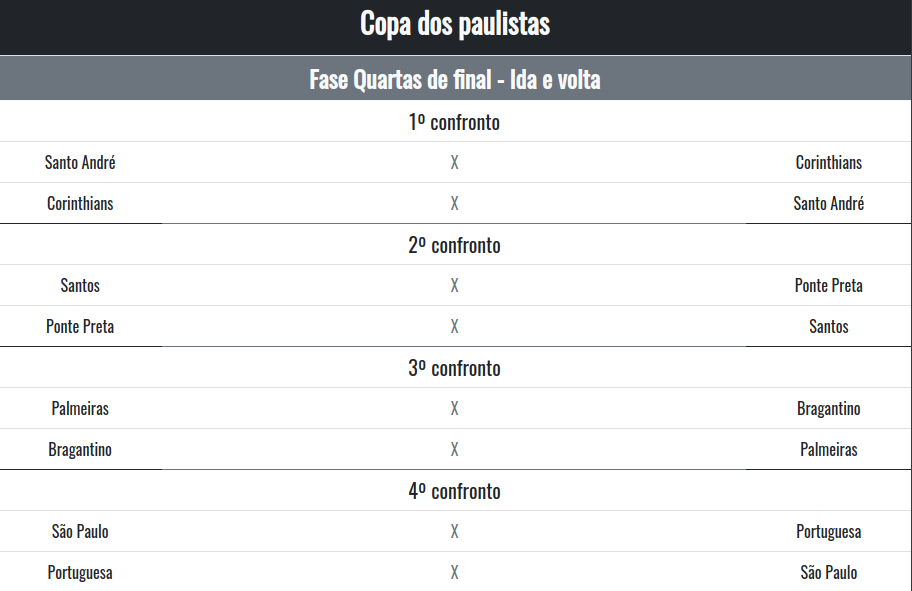 Copa dos paulistas
Fase Quartas de final - Ida e volta
1º confronto
Santo André X Corinthians
Corinthians X Santo André
2º confronto
Santos X Ponte Preta
Ponte Preta X Santos
3º confronto
Palmeiras X Bragantino
Bragantino X Palmeiras
4º confronto
São Paulo X Portuguesa
Portuguesa X São Paulo